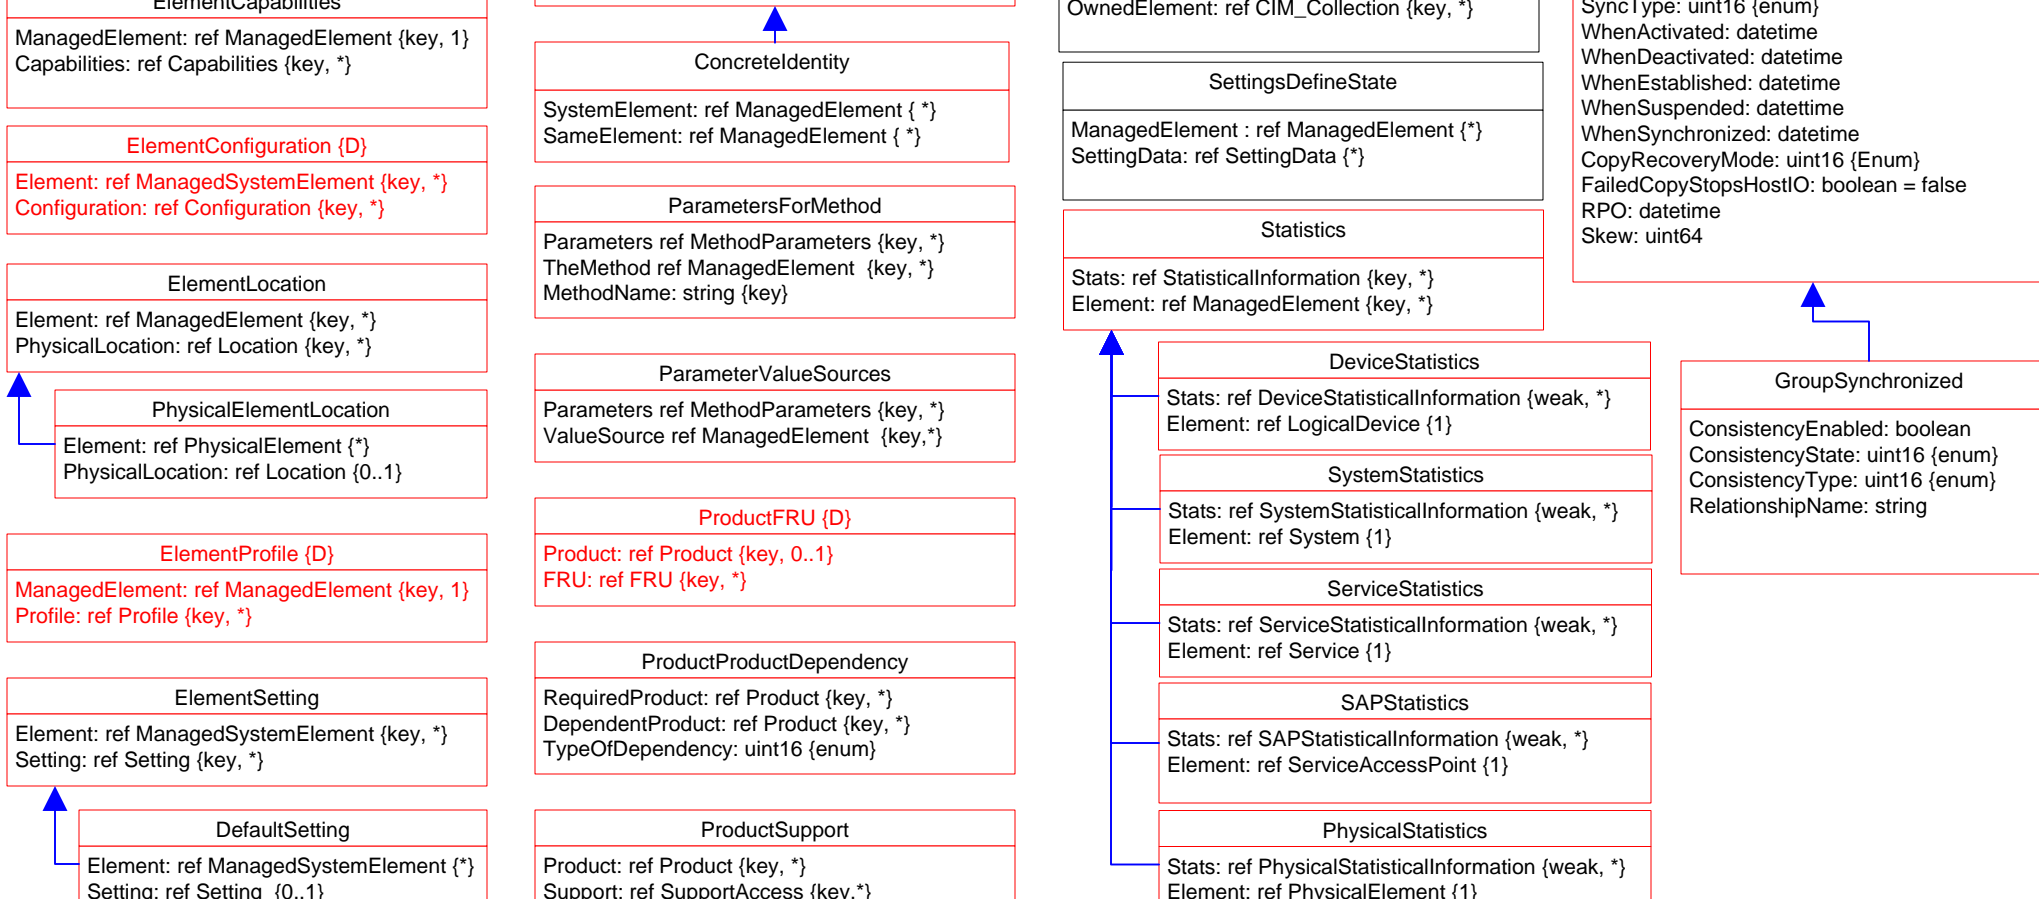 ElementCapabilities
ManagedElement: ref ManagedElement {key, 1}
Capabilities: ref Capabilities {key, *}
ElementConfiguration {D}
Element: ref ManagedSystemElement {key, *}
Configuration: ref Configuration {key, *}
ElementLocation
Element: ref ManagedElement {key, *}
PhysicalLocation: ref Location {key, *}
PhysicalElementLocation
Element: ref PhysicalElement {*}
PhysicalLocation: ref Location {0..1}
ElementProfile {D}
ManagedElement: ref ManagedElement {key, 1}
Profile: ref Profile {key, *}
ElementSetting
Element: ref ManagedSystemElement {key, *}
Setting: ref Setting {key, *}
DefaultSetting
Element: ref ManagedSystemElement {*}
Setting: ref Setting  {0..1}
ConcreteIdentity
SystemElement: ref ManagedElement { *}
SameElement: ref ManagedElement { *}
ParametersForMethod
Parameters ref MethodParameters {key, *}
TheMethod ref ManagedElement  {key, *}
MethodName: string {key}
ParameterValueSources
Parameters ref MethodParameters {key, *}
ValueSource ref ManagedElement  {key,*}
ProductFRU {D}
Product: ref Product {key, 0..1}
FRU: ref FRU {key, *}
ProductProductDependency
RequiredProduct: ref Product {key, *}
DependentProduct: ref Product {key, *}
TypeOfDependency: uint16 {enum}
ProductSupport
Product: ref Product {key, *}
Support: ref SupportAccess {key,*}
OwnedElement: ref CIM_Collection {key, *}
SettingsDefineState
ManagedElement : ref ManagedElement {*}
SettingData: ref SettingData {*}
Statistics
Stats: ref StatisticalInformation {key, *}
Element: ref ManagedElement {key, *}
DeviceStatistics
Stats: ref DeviceStatisticalInformation {weak, *}
Element: ref LogicalDevice {1}
SystemStatistics
Stats: ref SystemStatisticalInformation {weak, *}
Element: ref System {1}
ServiceStatistics
Stats: ref ServiceStatisticalInformation {weak, *}
Element: ref Service {1}
SAPStatistics
Stats: ref SAPStatisticalInformation {weak, *}
Element: ref ServiceAccessPoint {1}
PhysicalStatistics
Stats: ref PhysicalStatisticalInformation {weak, *}
Element: ref PhysicalElement {1}
SyncType: uint16 {enum}
WhenActivated: datetime
WhenDeactivated: datetime
WhenEstablished: datetime
WhenSuspended: datettime
WhenSynchronized: datetime
CopyRecoveryMode: uint16 {Enum}
FailedCopyStopsHostIO: boolean = false
RPO: datetime
Skew: uint64
GroupSynchronized
ConsistencyEnabled: boolean
ConsistencyState: uint16 {enum}
ConsistencyType: uint16 {enum}
RelationshipName: string